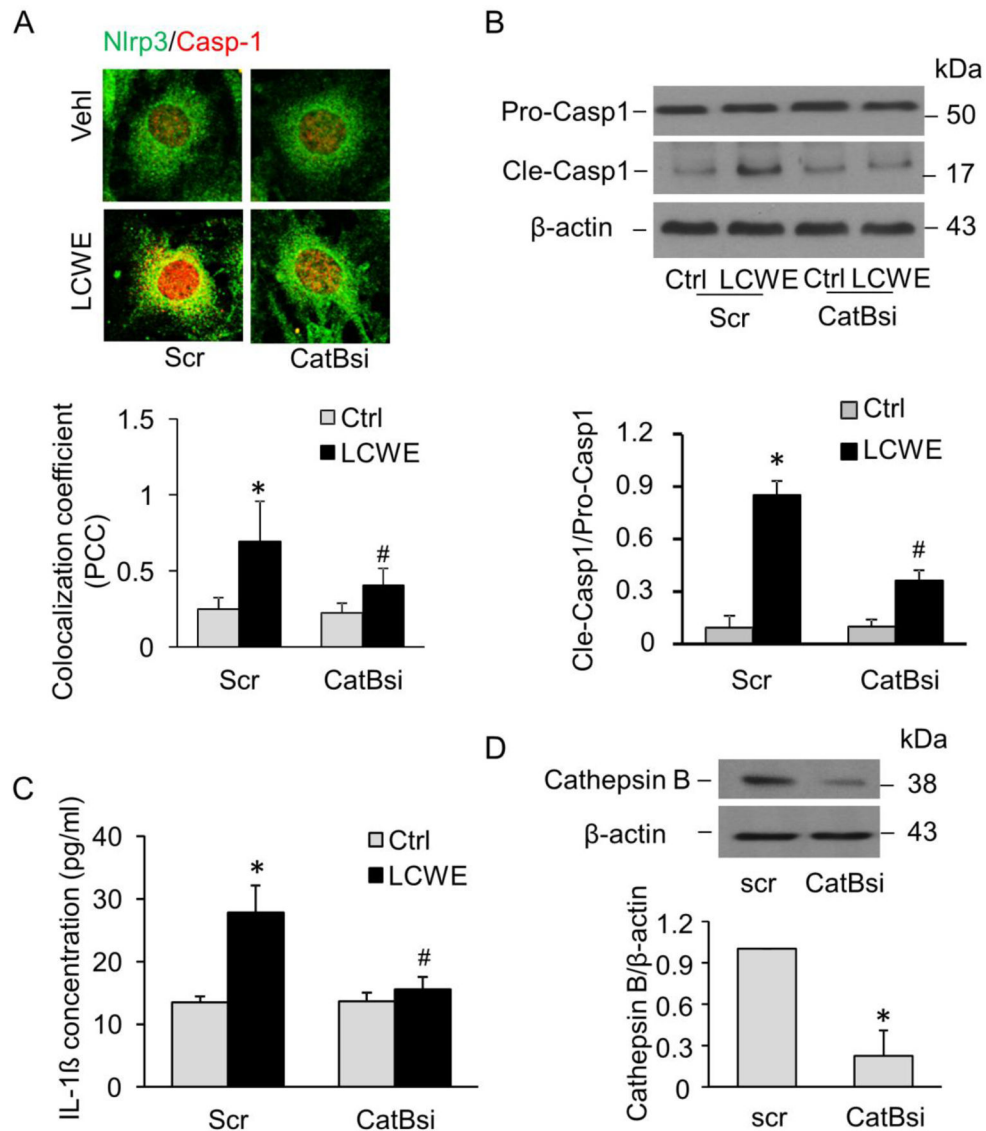 A
Nlrp3/Casp-1
Vehl
LCWE
Scr CatBsi
Colocalization coefficient
(PCC)
1.5
1
0.5
0
Ctrl
LCWE
*
#
Scr CatBsi
B
kDa
Pro-Casp1
50
Cle-Casp1
17
β-actin
43
Ctrl LCWE Ctrl LCWE
Scr CatBsi
Cle-Casp1/Pro-Casp1
1.2
0.9
0.6
0.3
0
Ctrl
LCWE
*
#
Scr CatBsi
C
IL-1ß concentration (pg/ml)
40
30
20
10
0
Ctrl
LCWE
*
#
Scr CatBsi
D
kDa
Cathepsin B
38
β-actin
43
scr CatBsi
Cathepsin B/β-actin
1.2
0.9
0.6
0.3
0
*
scr CatBsi